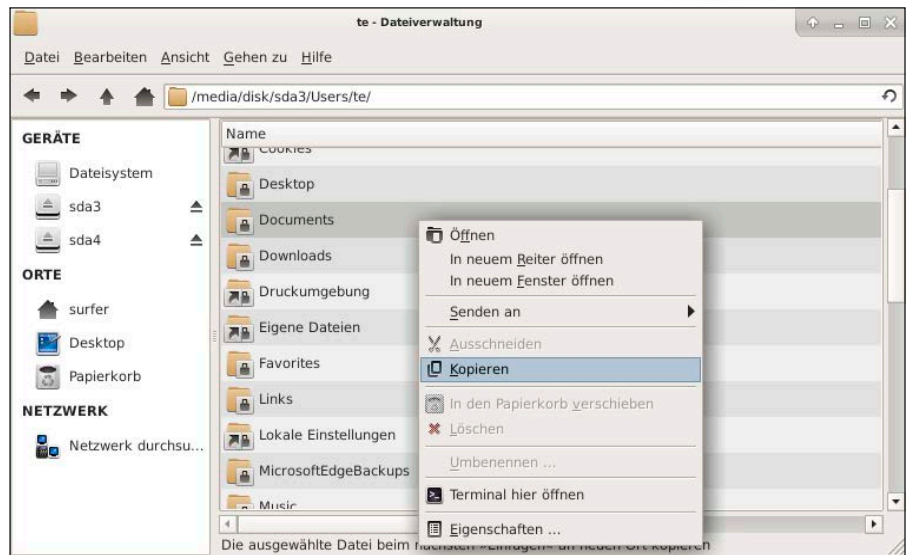 te - Dateiverwaltung
Datei Bearbeiten Ansicht Gehen zu Hilfe
/media/disk/sda3/Users/te/
GERÄTE
Dateisystem
sda3
sda4
ORTE
surfer
Desktop
Papierkorb
NETZWERK
Netzwerk durchsu...
Name
Cookies
Desktop
Documents
Downloads
Druckumgebung
Eigene Dateien
Favorites
Links
Lokale Einstellungen
MicrosoftEdgeBackups
Music
Öffnen
In neuem Reiter öffnen
In neuem Fenster öffnen
Senden an
Ausschneiden
Kopieren
In den Papierkorb verschieben
Löschen
Umbenennen ...
Terminal hier öffnen
Eigenschaften ...
Die ausgewählte Datei beim nächsten »Einfügen« an neuen Ort kopieren